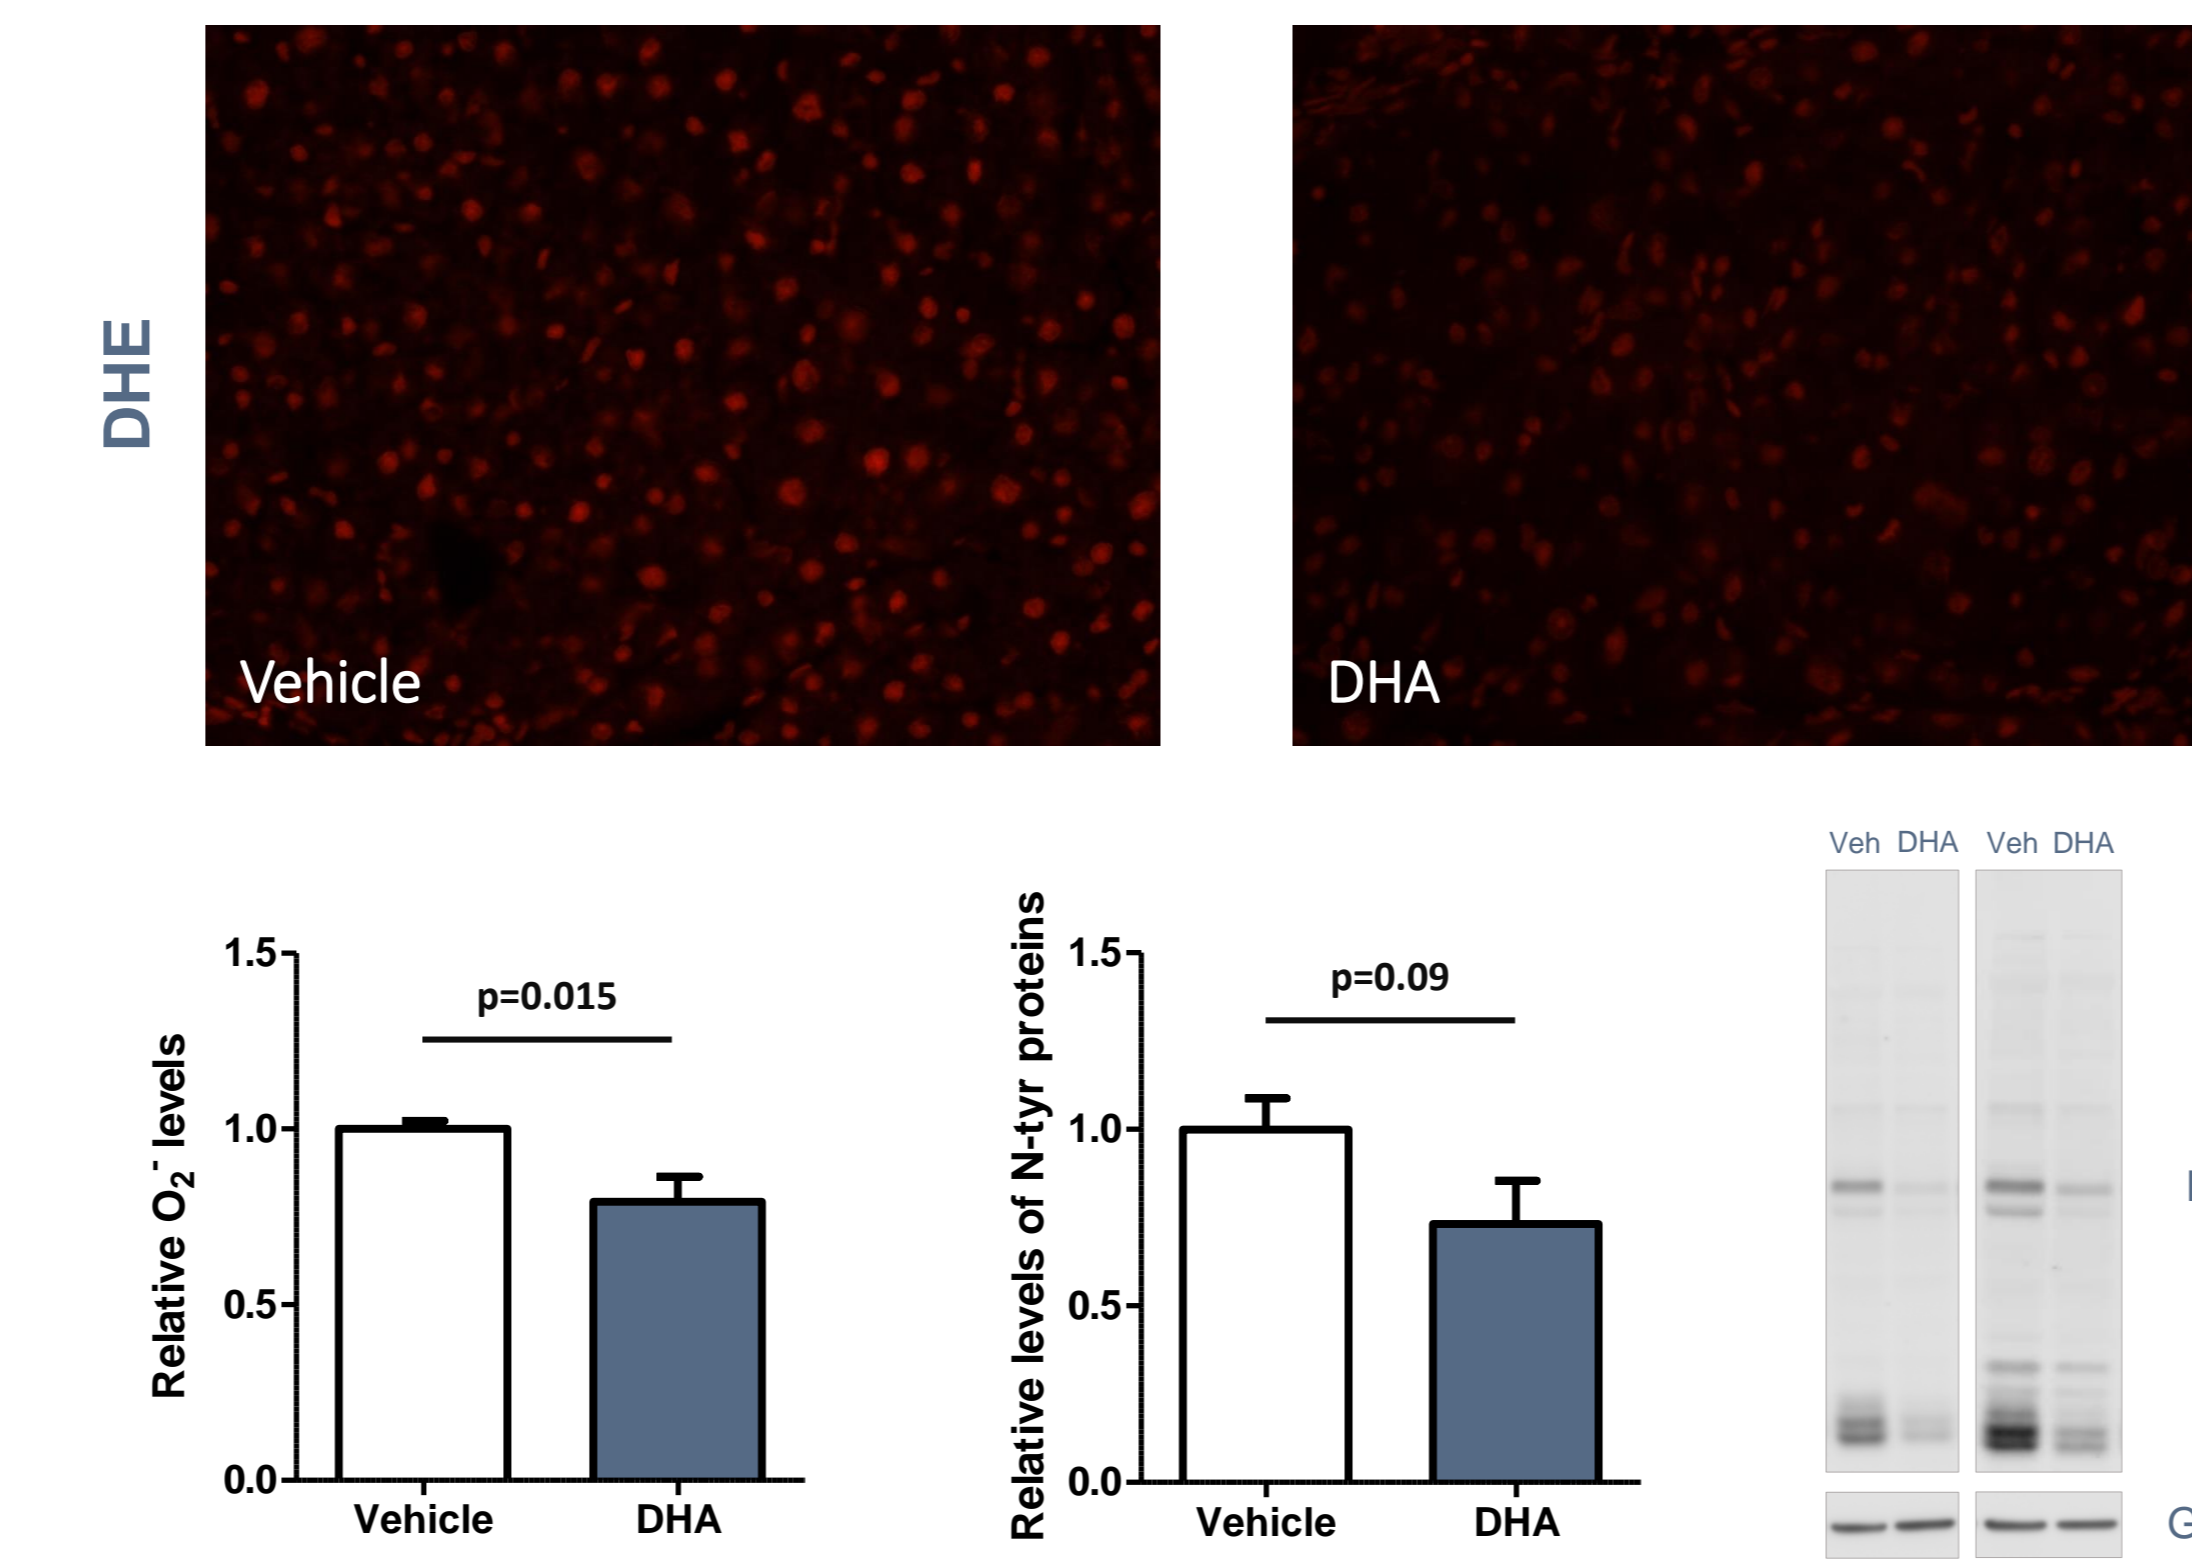 DHE
Vehicle
DHA
Relative O2- levels
1.5
1.0
0.5
0.0
p=0.015
Vehicle
DHA
Relative levels of N-tyr proteins
1.5
1.0
0.5
0.0
p=0.09
Vehicle
DHA
Veh DHA Veh DHA